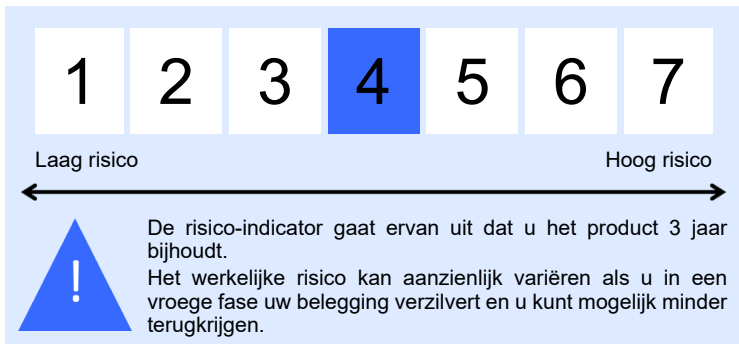 1 2 3 4 5 6 7
Laag risico Hoog risico
!
De risico-indicator gaat ervan uit dat u het product 3 jaar
bijhoudt.
Het werkelijke risico kan aanzienlijk variëren als u in een
vroege fase uw belegging verzilvert en u kunt mogelijk minder
terugkrijgen.